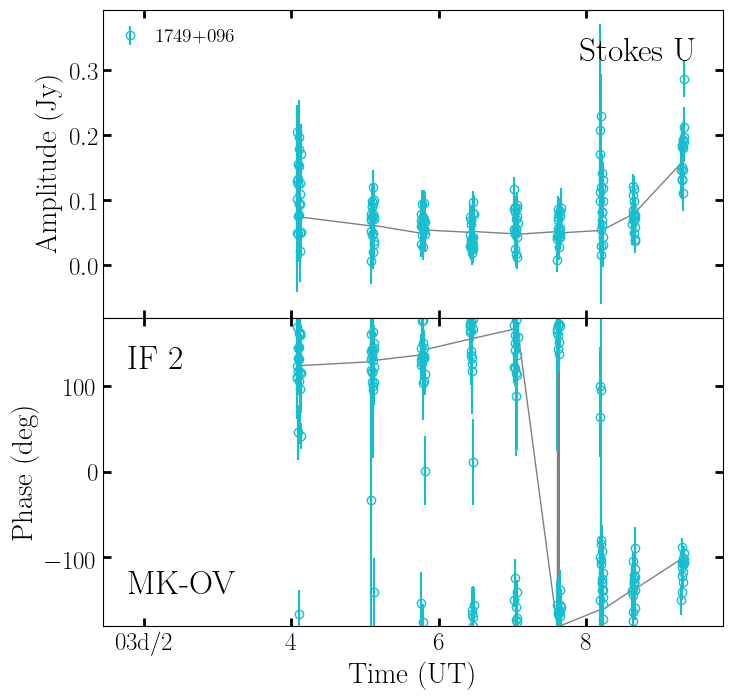 1749+096
Stokes U
Amplitude (Jy)
0.3
0.2
0.1
0.0
IF 2
Phase (deg)
100
0
−100
MK-OV
03d/2
4
6
8
Time (UT)